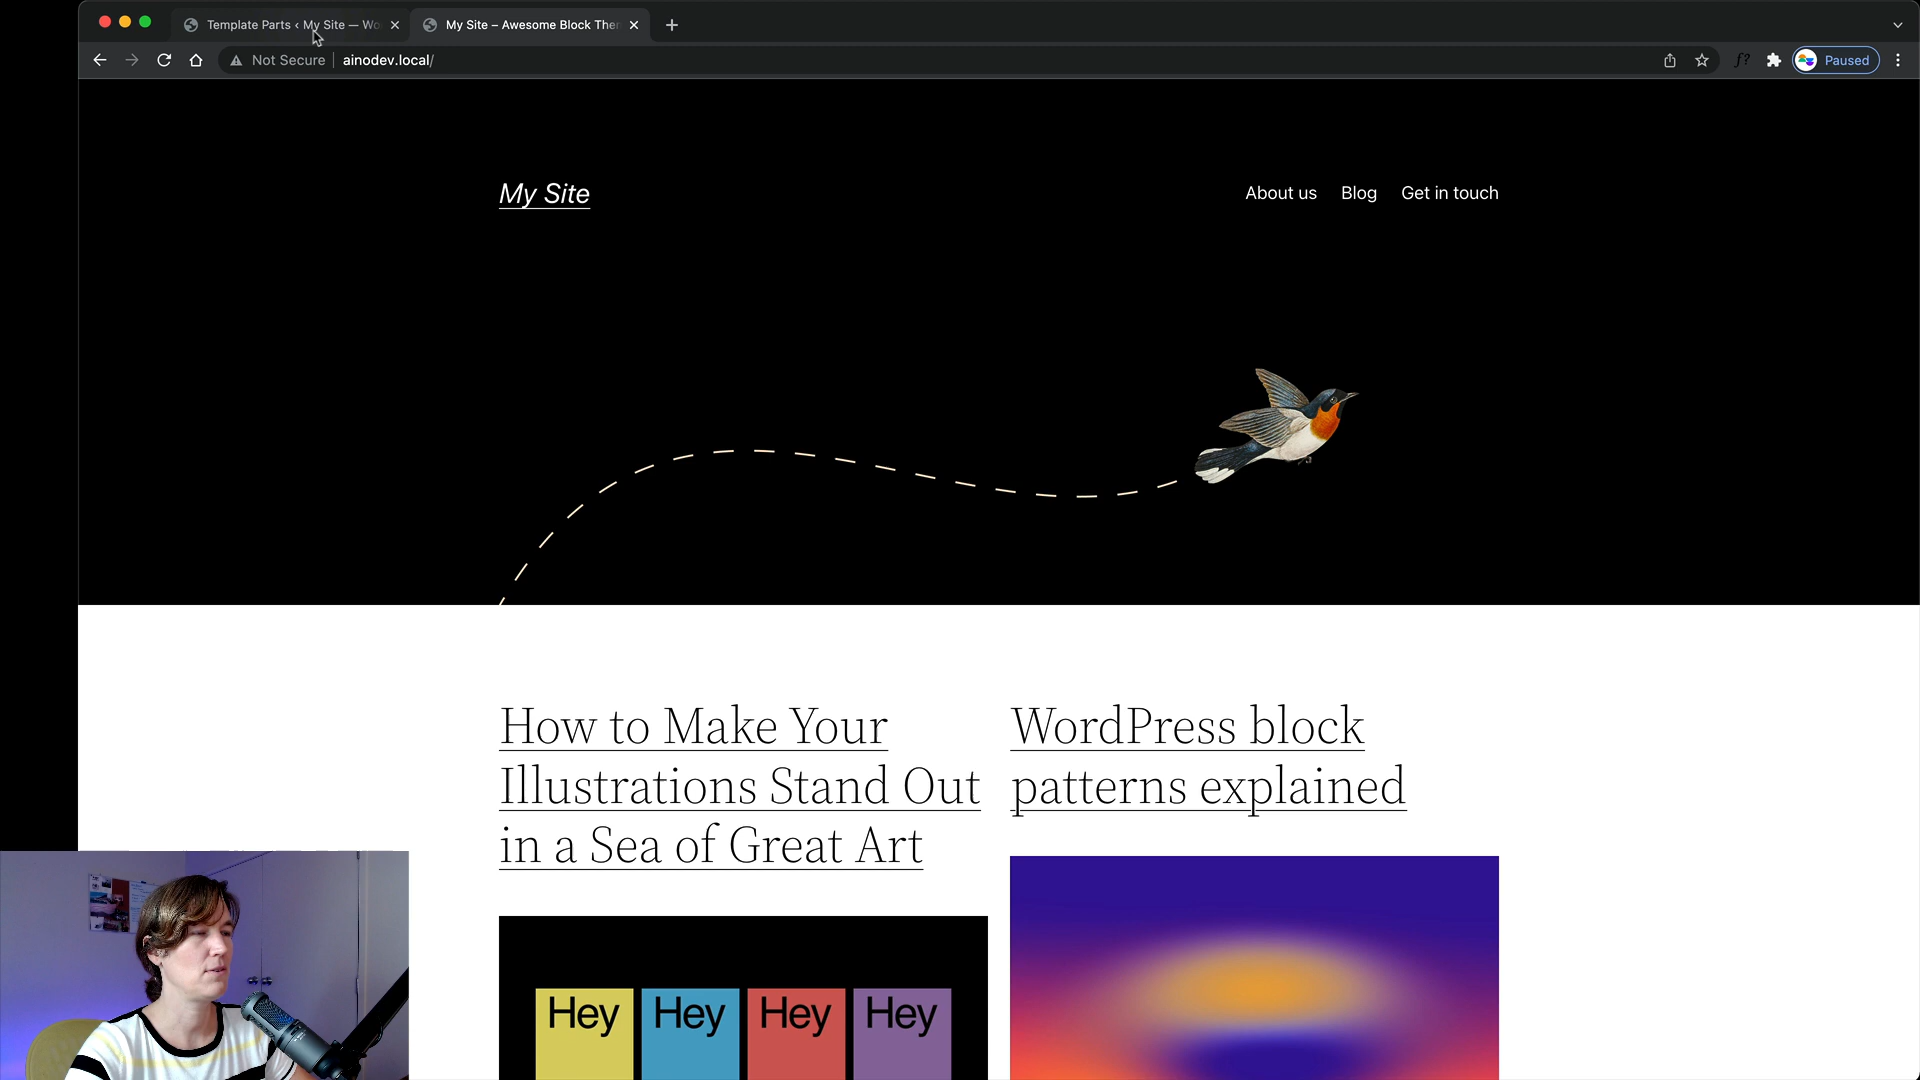 Template Parts ‹ My Site — Wo
My Site – Awesome Block The
Not Secure
ainodev.local/
f?
Paused
My Site
About us
Blog
Get in touch
How to Make Your
Illustrations Stand Out
in a Sea of Great Art
WordPress block
patterns explained
Hey
Hey
Hey
Hey